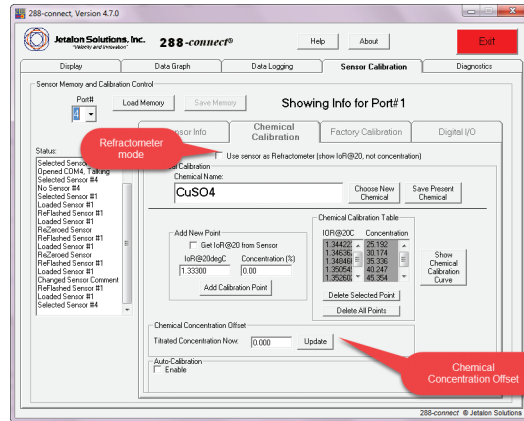 288-connect, Version 4.7.0
Jetalon Solutions, Inc.
"Velocity and Innovation"
288-connect®
Help
About
Exit
Display
Data Graph
Data Logging
Sensor Calibration
Diagnostics
Sensor Memory and Calibration Control
Port#
4
Load Memory
Save Memory
Showing Info for Port# 1
Refractometer
mode
Sensor Info
Chemical
Calibration
Factory Calibration
Digital I/O
Use sensor as Refractometer (show IoR@20, not concentration)
Status:
Selected Sensor
Opened COM4, Talking
Selected Sensor #4
No Sensor #4
Selected Sensor #1
Loaded Sensor #1
ReFlashed Sensor #1
Loaded Sensor #1
ReZeroed Sensor
ReFlashed Sensor #1
Loaded Sensor #1
ReZeroed Sensor
ReFlashed Sensor #1
Loaded Sensor #1
Changed Sensor Comment
ReFlashed Sensor #1
Loaded Sensor #1
Selected Sensor #4
Calibration
Chemical Name:
CuSO4
Choose New
Chemical
Save Present
Chemical
Add New Point
Get IoR@20 from Sensor
IoR@20degC
Concentration (%)
1.33300
0.00
Add Calibration Point
Chemical Calibration Table
IOR@20C
Concentration
25.192
30.174
35.336
40.247
45.354
Show
Chemical
Calibration
Curve
Delete Selected Point
Delete All Points
Chemical Concentration Offset
Titrated Concentration Now:
0.000
Update
Auto-Calibration
Enable
Chemical
Concentration Offset
288-connect © Jetalon Solutions